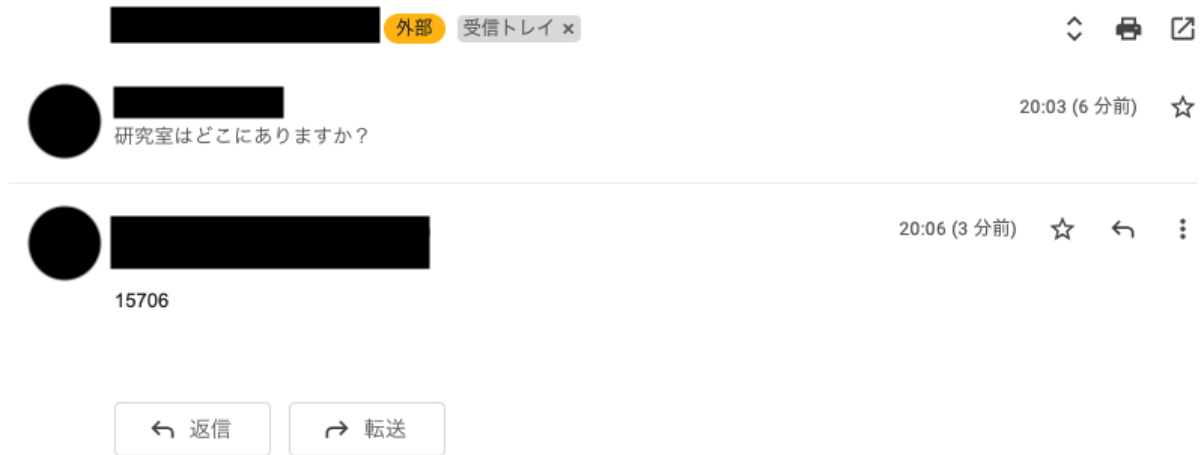 外部 受信トレイ ×
20:03 (6 分前)
研究室はどこにありますか？
20:06 (3 分前)
15706
返信 転送